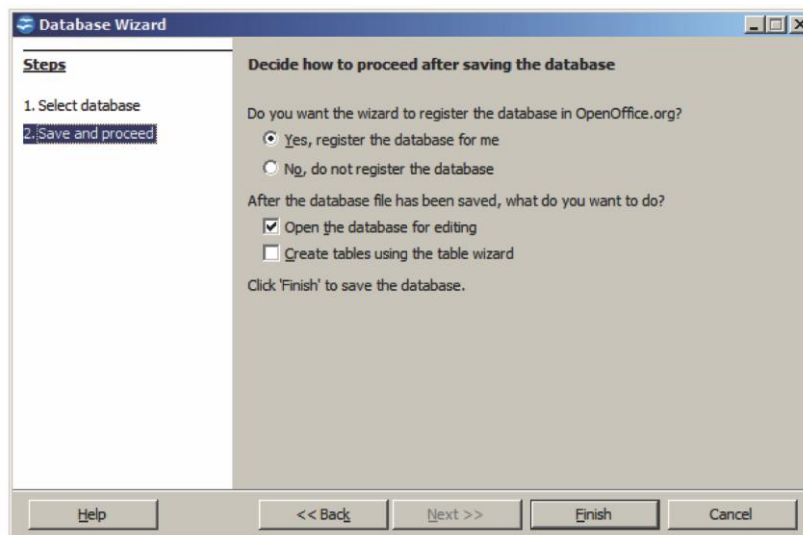 Database Wizard
Steps
1. Select database
2. Save and proceed
Decide how to proceed after saving the database
Do you want the wizard to register the database in OpenOffice.org?
Yes, register the database for me
No, do not register the database
After the database file has been saved, what do you want to do?
Open the database for editing
Create tables using the table wizard
Click 'Finish' to save the database.
Help
<< Back
Next >>
Finish
Cancel